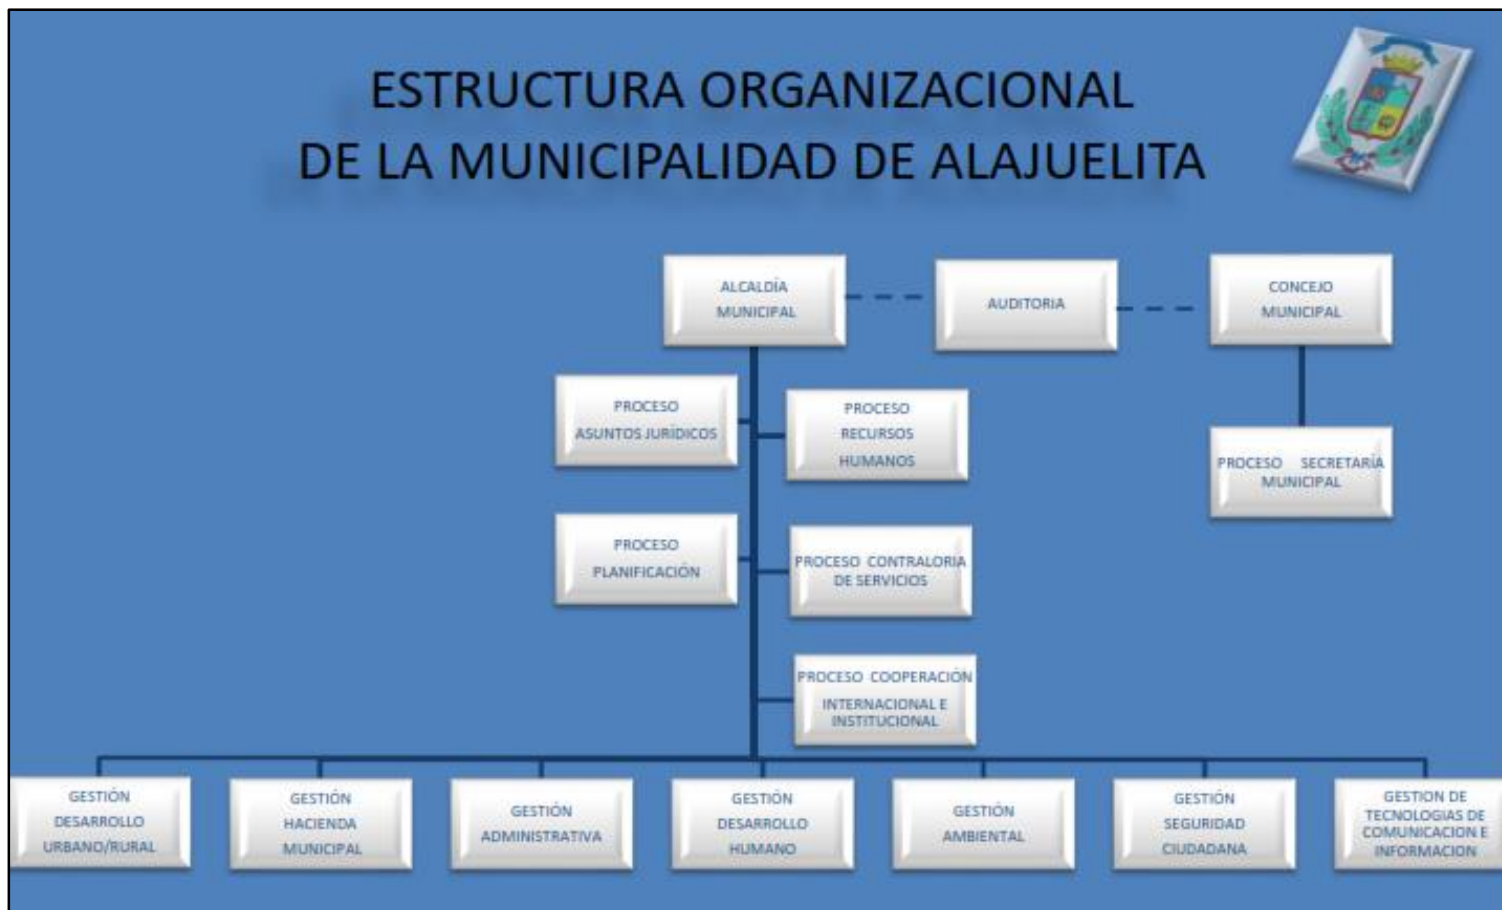 ESTRUCTURA ORGANIZACIONAL
DE LA MUNICIPALIDAD DE ALAJUELITA
ALCALDÍA
MUNICIPAL
AUDITORIA
CONCEJO
MUNICIPAL
PROCESO
ASUNTOS JURÍDICOS
PROCESO
RECURSOS
HUMANOS
PROCESO SECRETARÍA
MUNICIPAL
PROCESO
PLANIFICACIÓN
PROCESO CONTRALORIA
DE SERVICIOS
PROCESO COOPERACIÓN
INTERNACIONAL E
INSTITUCIONAL
GESTIÓN
DESARROLLO
URBANO/RURAL
GESTIÓN
HACIENDA
MUNICIPAL
GESTIÓN
ADMINISTRATIVA
GESTIÓN
DESARROLLO
HUMANO
GESTIÓN
AMBIENTAL
GESTIÓN
SEGURIDAD
CIUDADANA
GESTION DE
TECNOLOGIAS DE
COMUNICACION E
INFORMACION